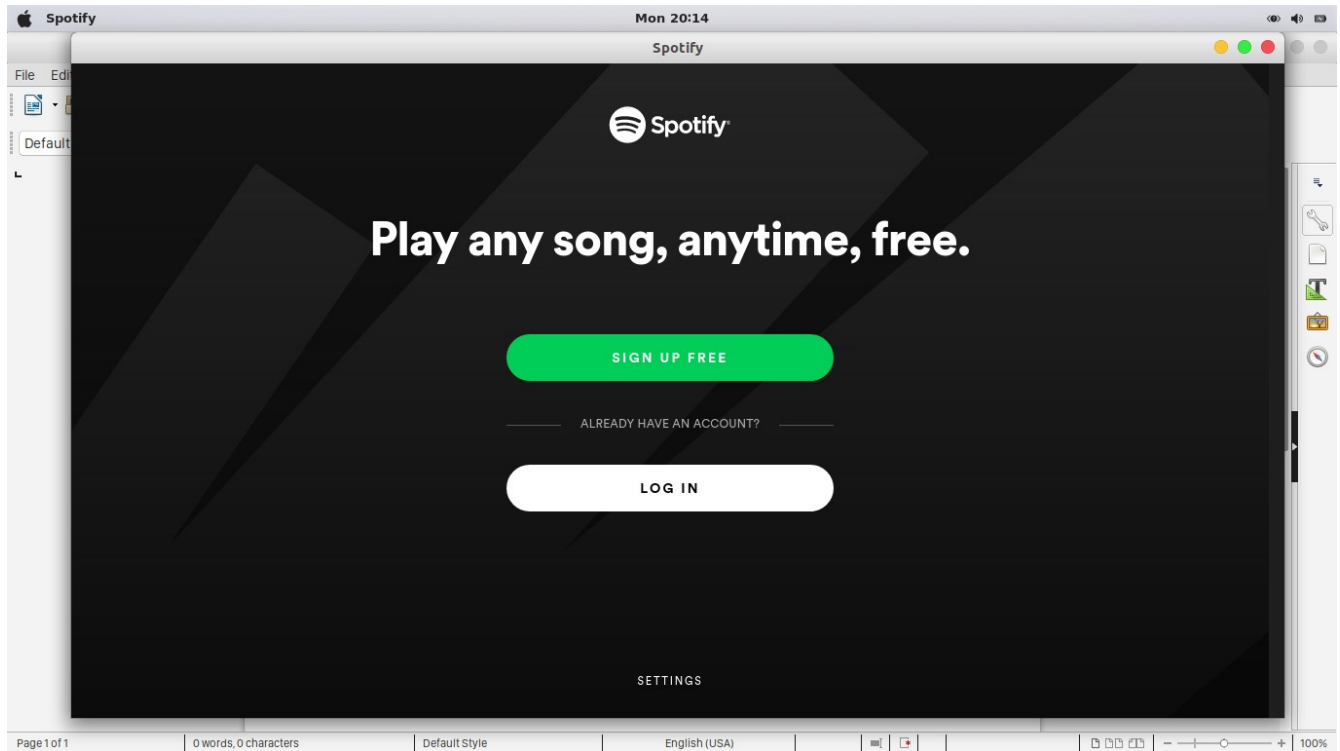 Spotify
Mon 20:14
Spotify
File Edi
Default
Spotify
Play any song, anytime, free.
SIGN UP FREE
ALREADY HAVE AN ACCOUNT?
LOG IN
SETTINGS
Page 1 of 1
0 words, 0 characters
Default Style
English (USA)
100%